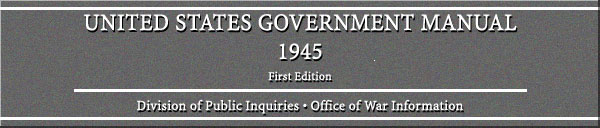 UNITED STATES GOVERNMENT MANUAL
1945
First Edition
Division of Public Inquiries • Office of War Information